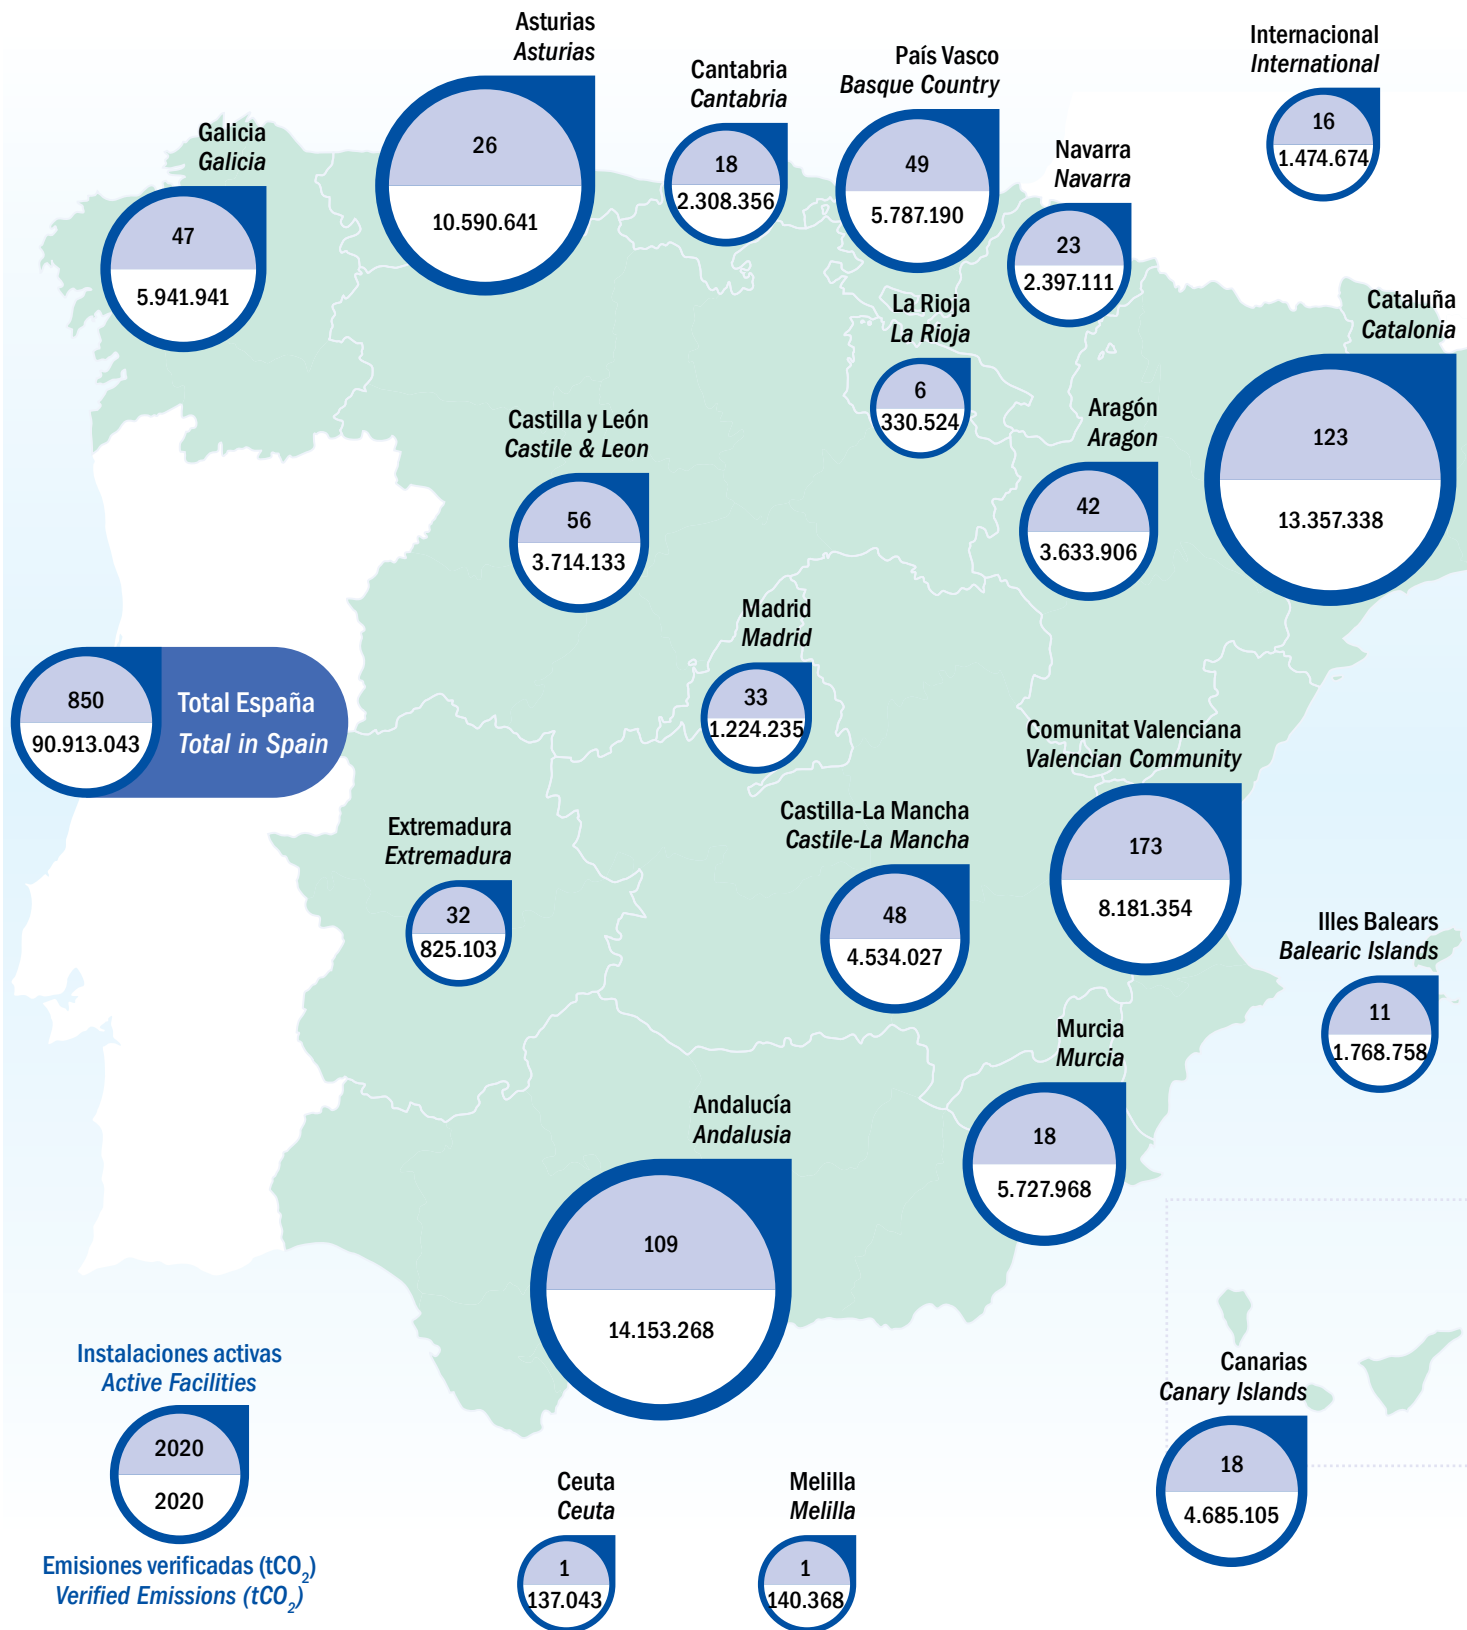 Asturias
Asturias
26
10.590.641
Cantabria
Cantabria
18
2.308.356
País Vasco
Basque Country
49
5.787.190
Internacional
International
16
1.474.674
Galicia
Galicia
47
5.941.941
Navarra
Navarra
23
2.397.111
La Rioja
La Rioja
6
330.524
Cataluña
Catalonia
123
13.357.338
Castilla y León
Castile & Leon
56
3.714.133
Aragón
Aragon
42
3.633.906
Madrid
Madrid
33
1.224.235
850
90.913.043
Total España
Total in Spain
Comunitat Valenciana
Valencian Community
173
8.181.354
Extremadura
Extremadura
32
825.103
Castilla-La Mancha
Castile-La Mancha
48
4.534.027
Illes Balears
Balearic Islands
11
1.768.758
Murcia
Murcia
18
5.727.968
Andalucía
Andalusia
109
14.153.268
Canarias
Canary Islands
18
4.685.105
Instalaciones activas
Active Facilities
2020
2020
Emisiones verificadas (tCO₂)
Verified Emissions (tCO₂)
Ceuta
Ceuta
1
137.043
Melilla
Melilla
1
140.368